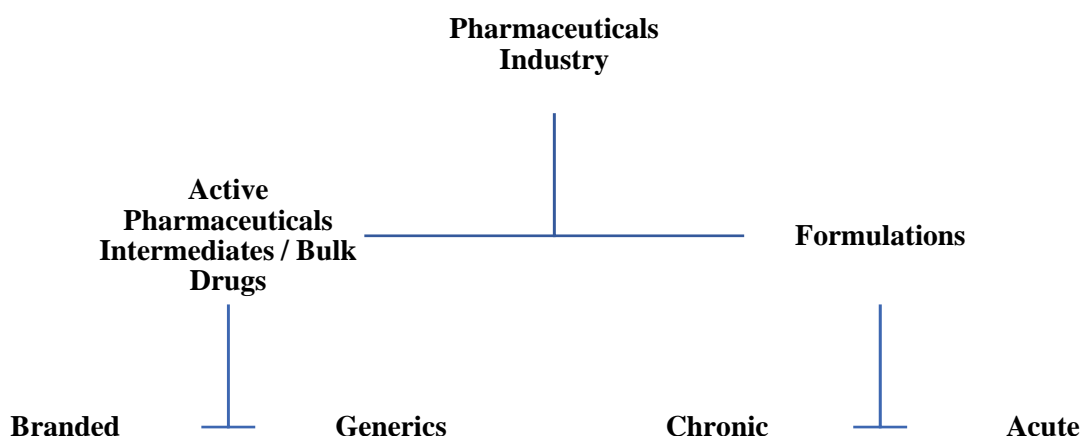 Pharmaceuticals
Industry
Active
Pharmaceuticals
Intermediates / Bulk
Drugs
Formulations
Branded
Generics
Chronic
Acute